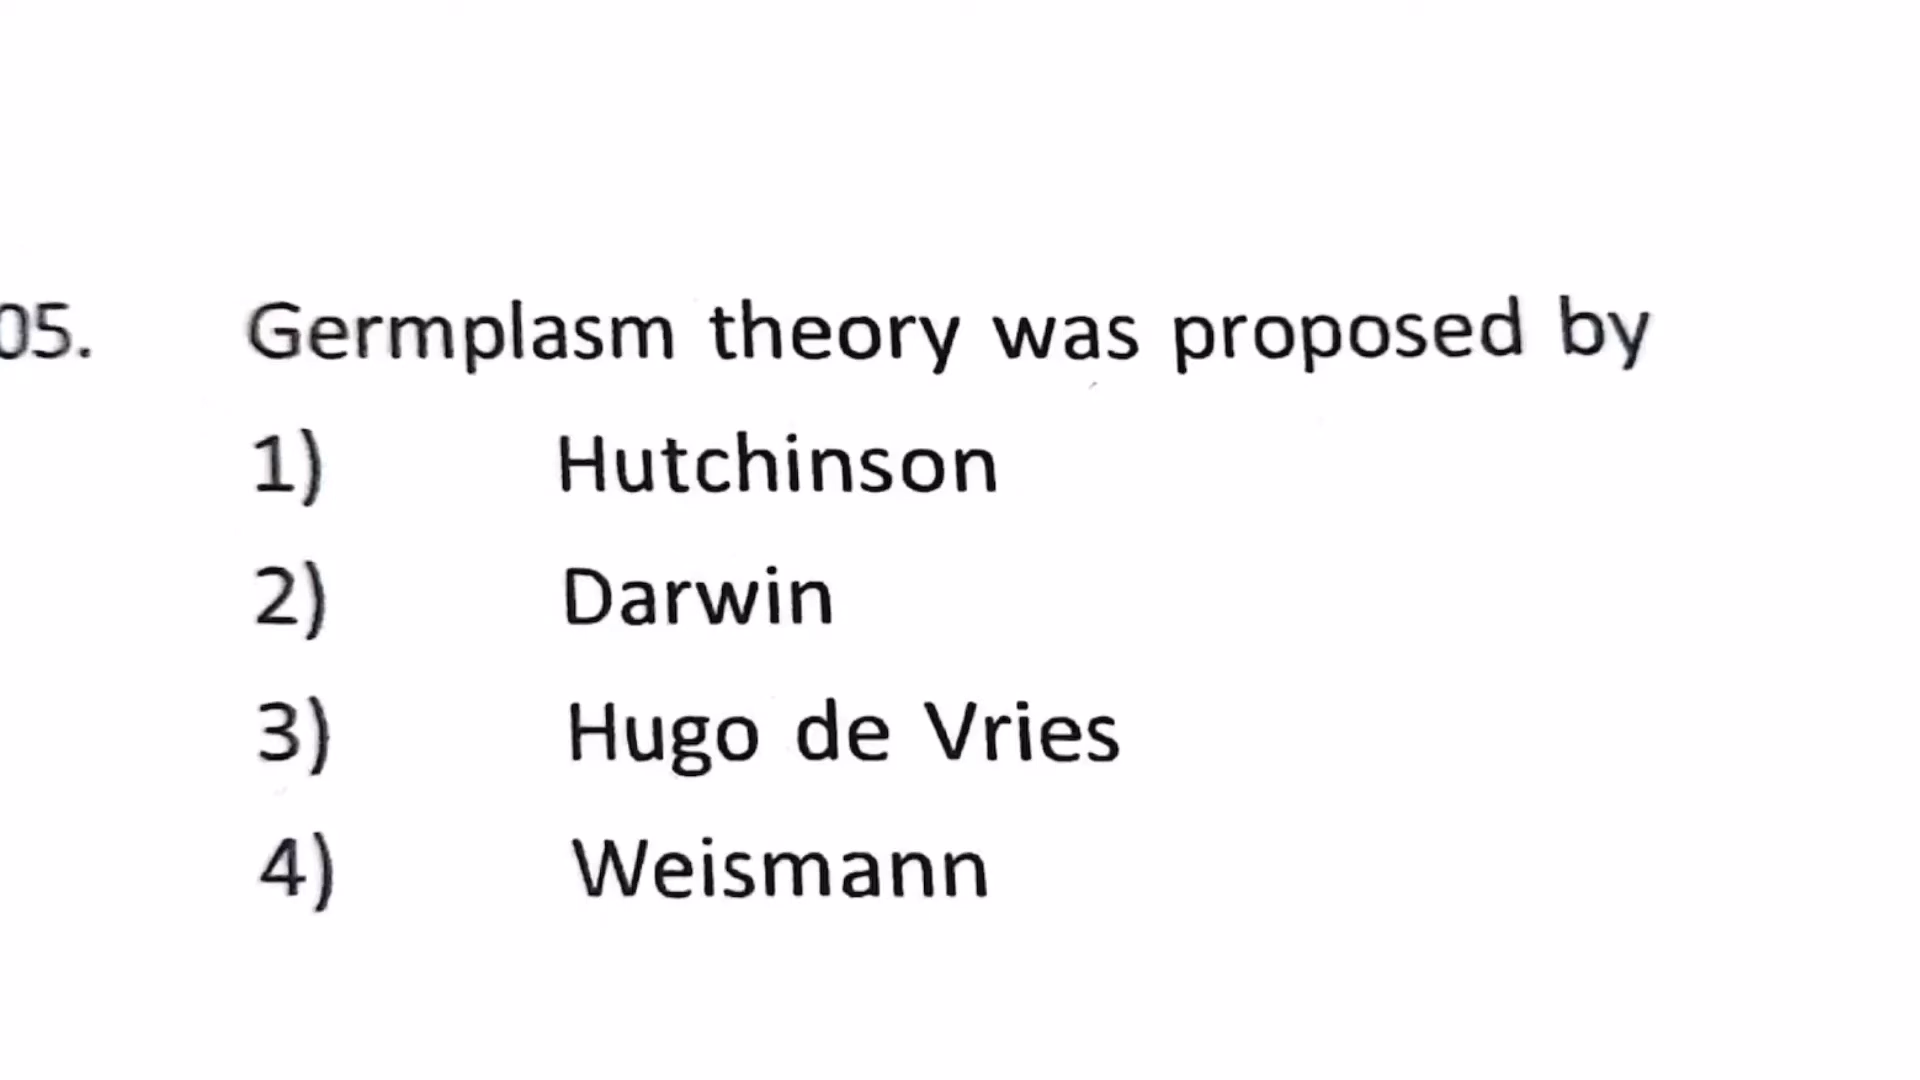 05. Germplasm theory was proposed by
1) Hutchinson
2) Darwin
3) Hugo de Vries
4) Weismann